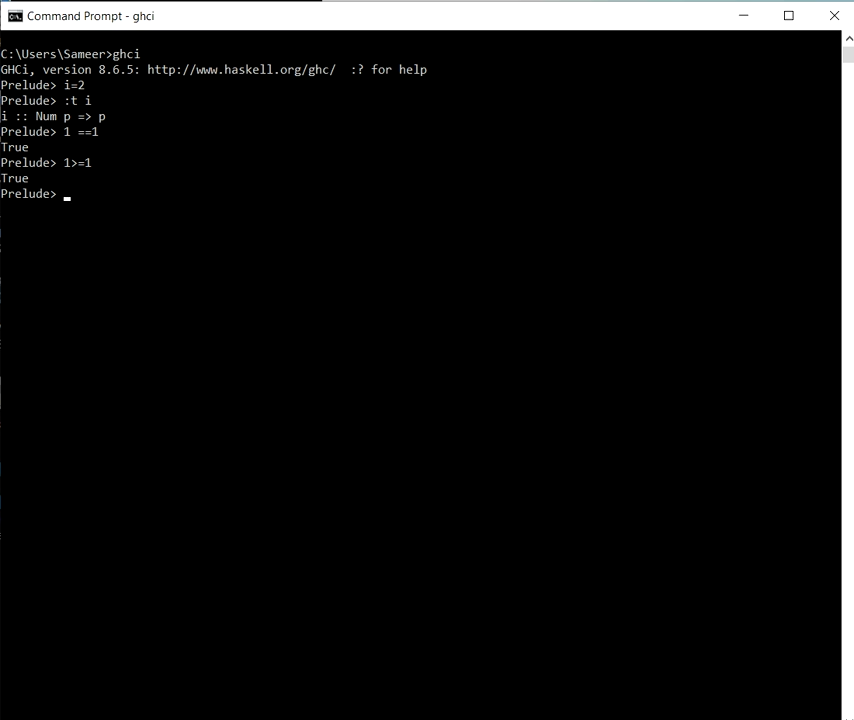 Command Prompt - ghci
C:\Users\Sameer>ghci
GHCi, version 8.6.5: http://www.haskell.org/ghc/  :? for help
Prelude> i=2
Prelude> :t i
i :: Num p => p
Prelude> 1 ==1
True
Prelude> 1>=1
True
Prelude>